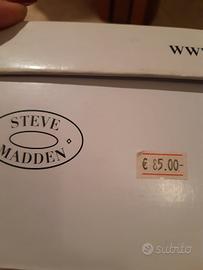 WWW
STEVE
MADDEN
€ 85.00-
subito